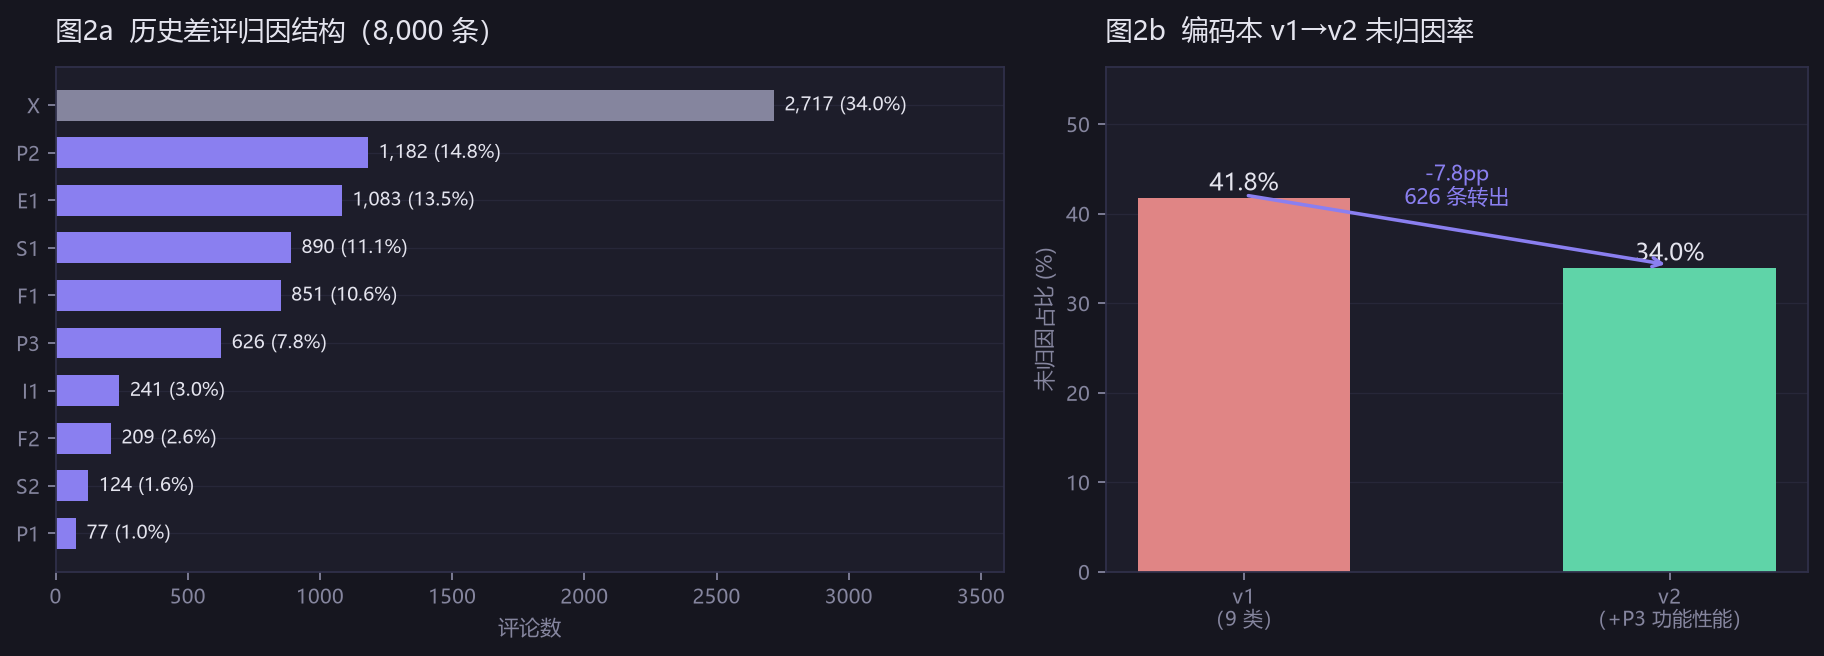 图2a 历史差评归因结构（8,000 条）
X
2,717 (34.0%)
P2
1,182 (14.8%)
E1
1,083 (13.5%)
S1
890 (11.1%)
F1
851 (10.6%)
P3
626 (7.8%)
I1
241 (3.0%)
F2
209 (2.6%)
S2
124 (1.6%)
P1
77 (1.0%)
0
500
1000
1500
2000
2500
3000
3500
评论数
图2b 编码本 v1→v2 未归因率
未归因占比 (%)
50
40
30
20
10
0
41.8%
-7.8pp
626 条转出
34.0%
v1
(9 类)
v2
(+P3 功能性能)